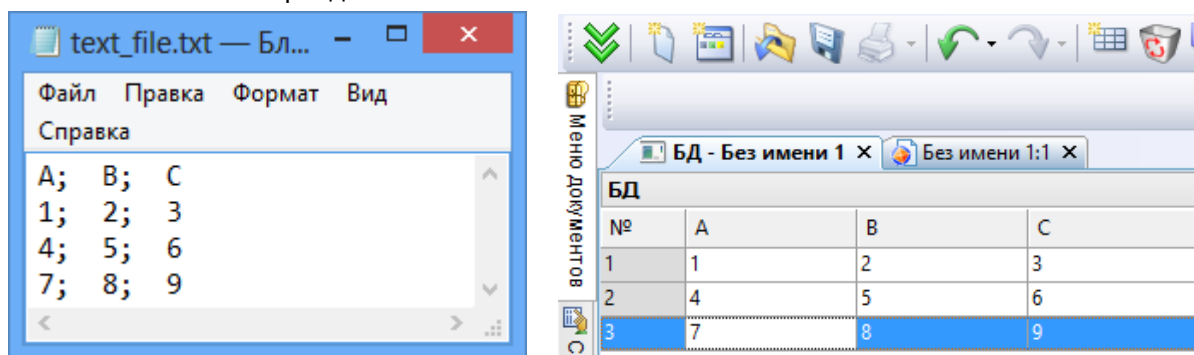 text_file.txt — Бл...
Файл Правка Формат Вид
Справка
A; B; C
1; 2; 3
4; 5; 6
7; 8; 9
Меню документов
С
БД - Без имени 1
Без имени 1:1
БД
№ A B C
1 1 2 3
2 4 5 6
3 7 8 9